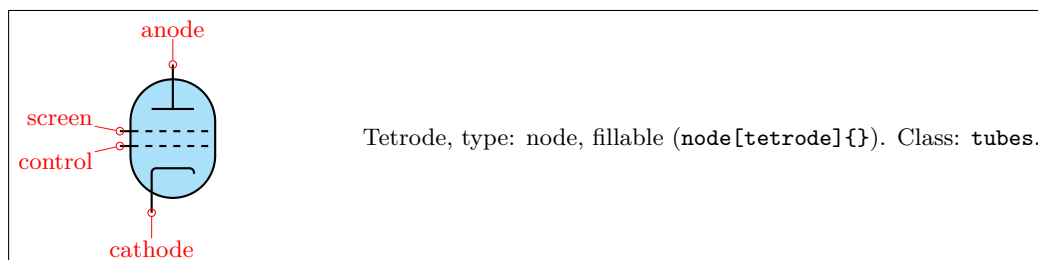 anode
screen
control
cathode
Tetrode, type: node, fillable (node[tetrode]{}). Class: tubes.